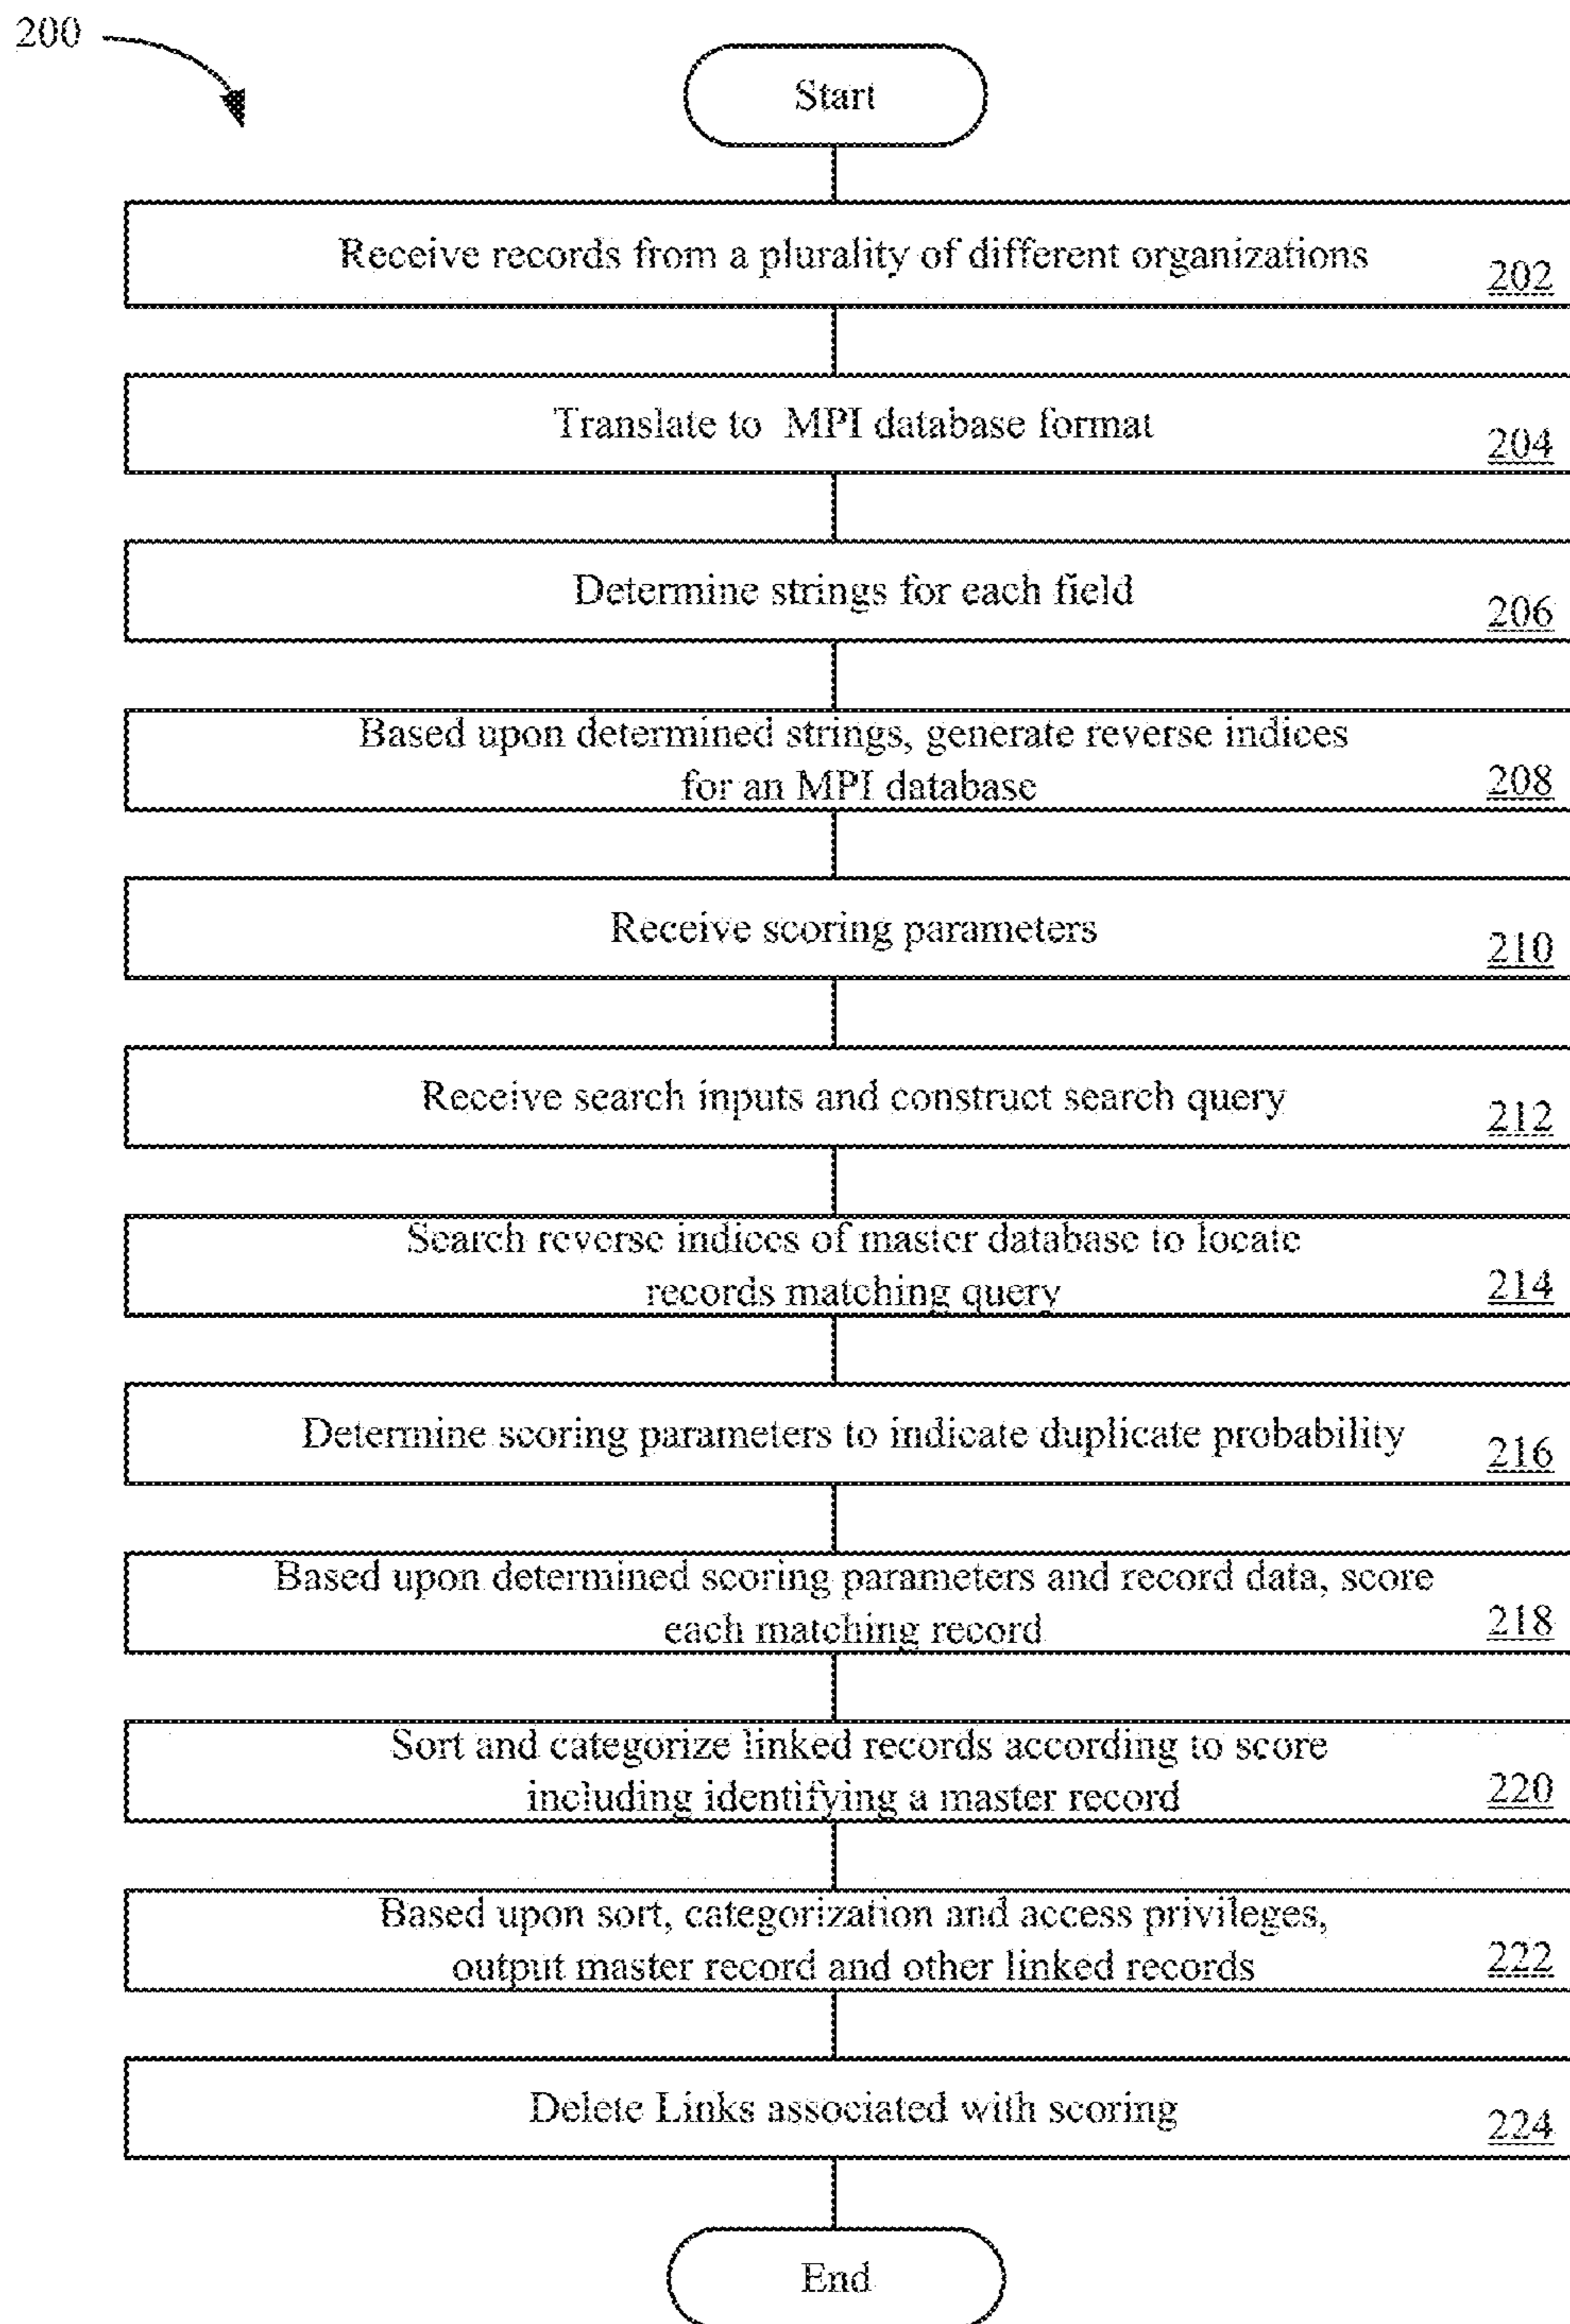 200
Start
Receive records from a plurality of different organizations
202
Translate to MPI database format
204
Determine strings for each field
206
Based upon determined strings, generate reverse indices
for an MPI database
208
Receive scoring parameters
210
Receive search inputs and construct search query
212
Search reverse indices of master database to locate
records matching query
214
Determine scoring parameters to indicate duplicate probability
216
Based upon determined scoring parameters and record data, score
each matching record
218
Sort and categorize linked records according to score
including identifying a master record
220
Based upon sort, categorization and access privileges,
output master record and other linked records
222
Delete Links associated with scoring
224
End